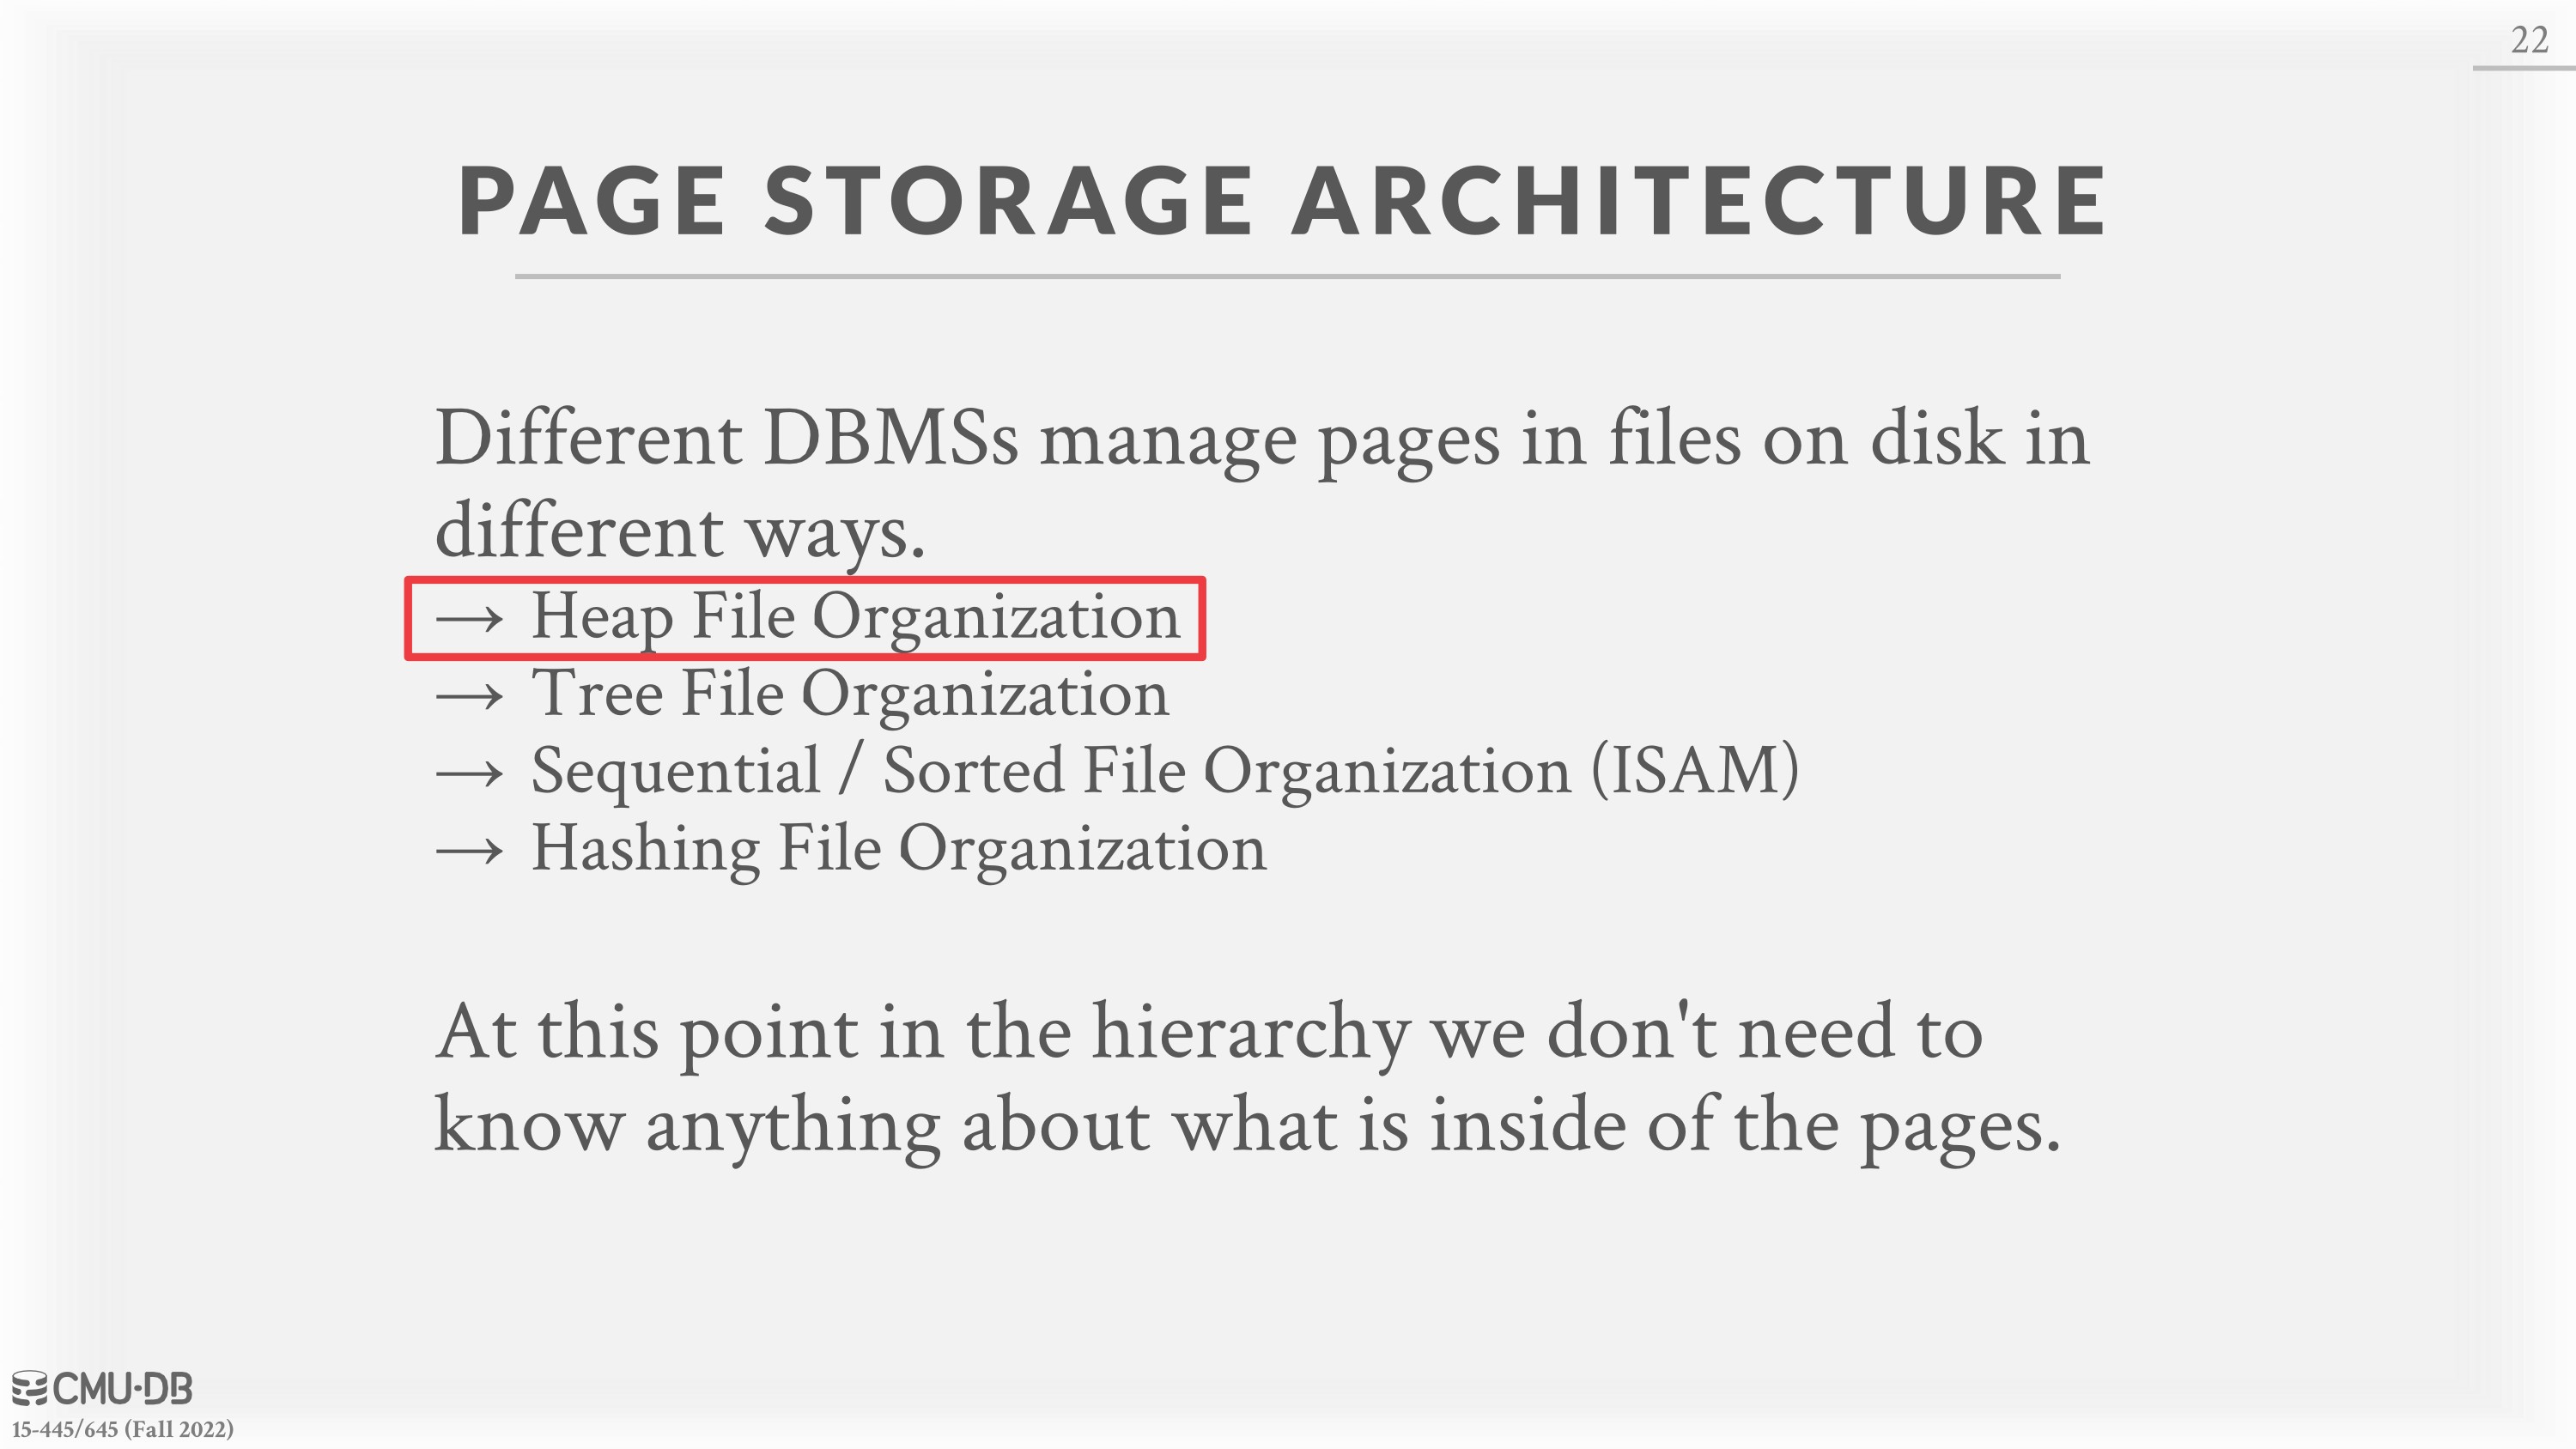 22
PAGE STORAGE ARCHITECTURE
Different DBMSs manage pages in files on disk in
different ways.
→ Heap File Organization
→ Tree File Organization
→ Sequential / Sorted File Organization (ISAM)
→ Hashing File Organization
At this point in the hierarchy we don't need to
know anything about what is inside of the pages.
CMU·DB
15-445/645 (Fall 2022)